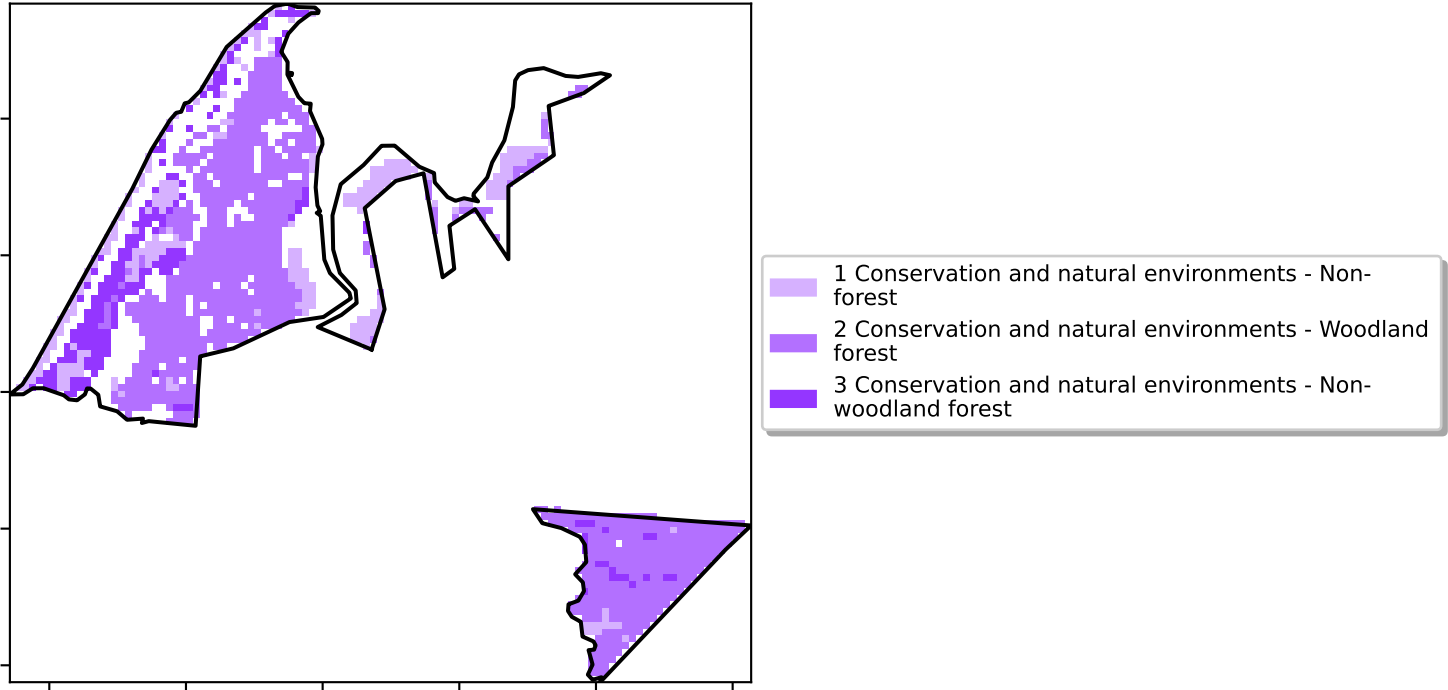 1 Conservation and natural environments - Non-
forest
2 Conservation and natural environments - Woodland
forest
3 Conservation and natural environments - Non-
woodland forest